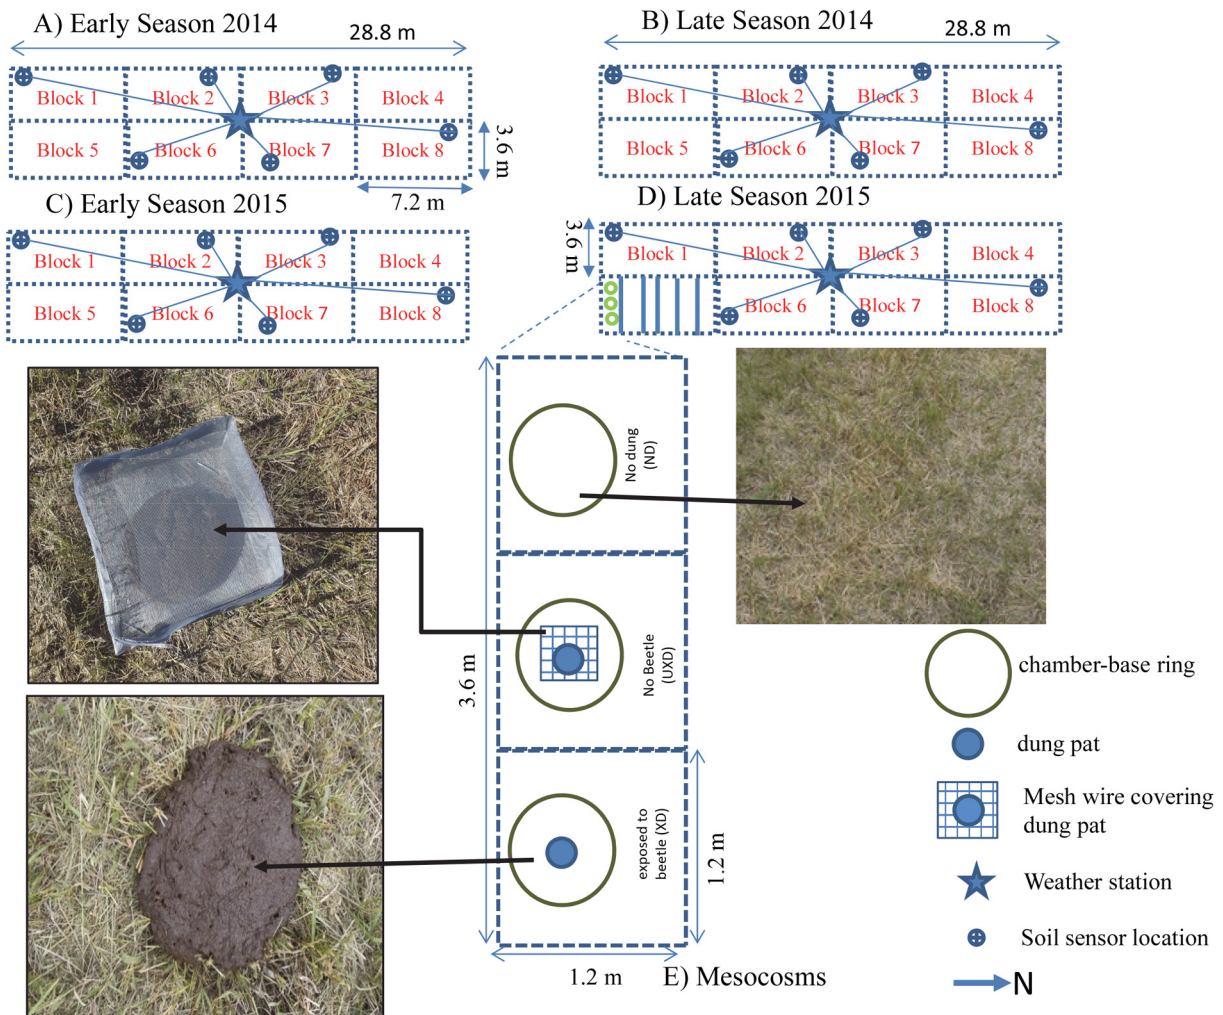 A) Early Season 2014
28.8 m
Block 1
Block 2
Block 3
Block 4
Block 5
Block 6
Block 7
Block 8
3.6 m
7.2 m
B) Late Season 2014
28.8 m
Block 1
Block 2
Block 3
Block 4
Block 5
Block 6
Block 7
Block 8
C) Early Season 2015
Block 1
Block 2
Block 3
Block 4
Block 5
Block 6
Block 7
Block 8
D) Late Season 2015
3.6 m
Block 1
Block 2
Block 3
Block 4
Block 6
Block 7
Block 8
No dung
(ND)
No Beetle
(UXD)
exposed to
beetle (XD)
3.6 m
1.2 m
1.2 m
E) Mesocosms
chamber-base ring
dung pat
Mesh wire covering
dung pat
Weather station
Soil sensor location
N